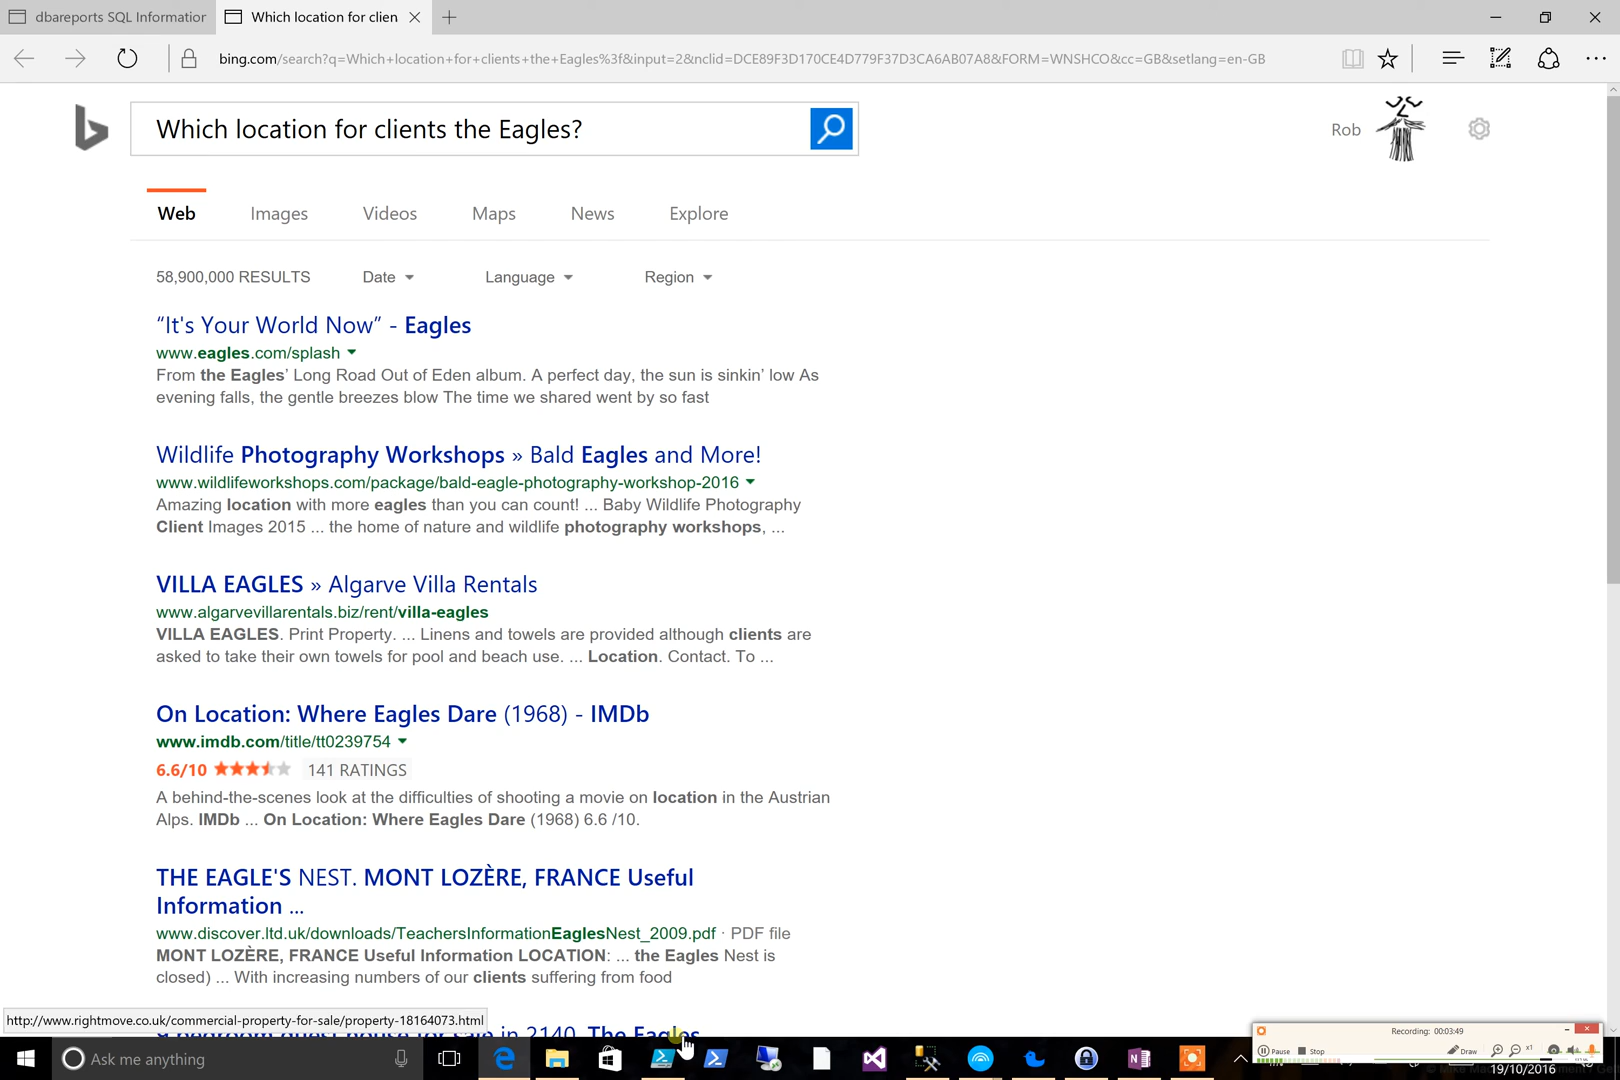 dbareports SQL Information
Which location for clien
bing.com/search?q=Which+location+for+clients+the+Eagles%3f&input=2&nclid=DCE89F3D170CE4D779F37D3CA6AB07A8&FORM=WNSHCO&cc=GB&setlang=en-GB
Which location for clients the Eagles?
Rob
Web Images Videos Maps News Explore
58,900,000 RESULTS Date Language Region
“It's Your World Now” - Eagles
www.eagles.com/splash
From the Eagles’ Long Road Out of Eden album. A perfect day, the sun is sinkin’ low As
evening falls, the gentle breezes blow The time we shared went by so fast
Wildlife Photography Workshops » Bald Eagles and More!
www.wildlifeworkshops.com/package/bald-eagle-photography-workshop-2016
Amazing location with more eagles than you can count! ... Baby Wildlife Photography
Client Images 2015 ... the home of nature and wildlife photography workshops, ...
VILLA EAGLES » Algarve Villa Rentals
www.algarvevillarentals.biz/rent/villa-eagles
VILLA EAGLES. Print Property. ... Linens and towels are provided although clients are
asked to take their own towels for pool and beach use. ... Location. Contact. To ...
On Location: Where Eagles Dare (1968) - IMDb
www.imdb.com/title/tt0239754
6.6/10 141 RATINGS
A behind-the-scenes look at the difficulties of shooting a movie on location in the Austrian
Alps. IMDb ... On Location: Where Eagles Dare (1968) 6.6 /10.
THE EAGLE'S NEST. MONT LOZÈRE, FRANCE Useful
Information ...
www.discover.ltd.uk/downloads/TeachersInformationEaglesNest_2009.pdf · PDF file
MONT LOZÈRE, FRANCE Useful Information LOCATION: ... the Eagles Nest is
closed) ... With increasing numbers of our clients suffering from food
http://www.rightmove.co.uk/commercial-property-for-sale/property-18164073.html
9 bedroom guest house for sale in 2140, The Eagles
Recording: 00:03:49
Pause Stop Draw x1
Ask me anything
19/10/2016